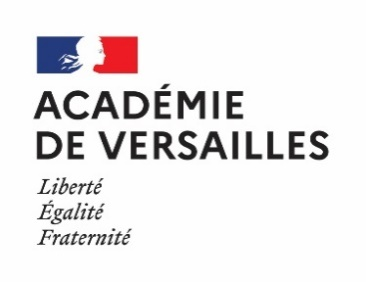 ACADÉMIE
DE VERSAILLES
Liberté
Égalité
Fraternité